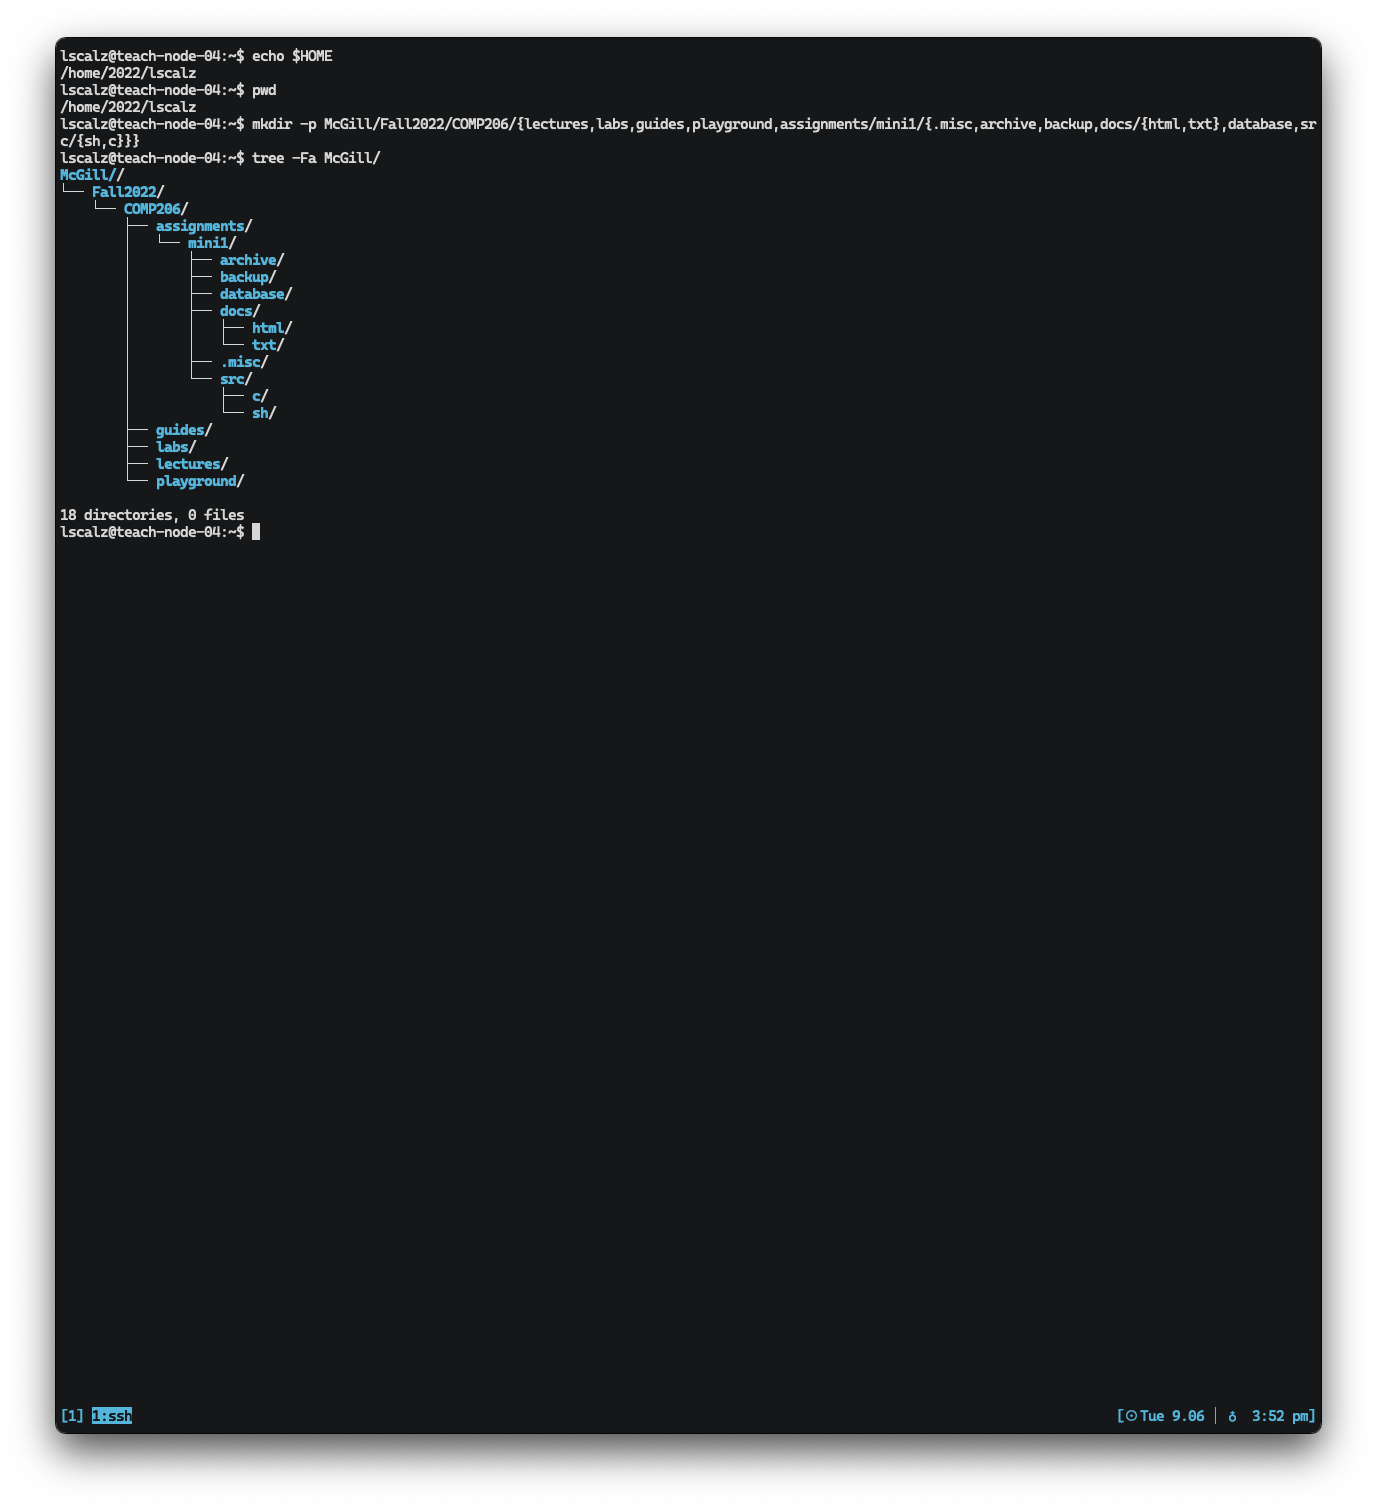 lscalz@teach-node-04:~$ echo $HOME
/home/2022/lscalz
lscalz@teach-node-04:~$ pwd
/home/2022/lscalz
lscalz@teach-node-04:~$ mkdir -p McGill/Fall2022/COMP206/{lectures,labs,guides,playground,assignments/mini1/{.misc,archive,backup,docs/{html,txt},database,sr
c/{sh,c}}}
lscalz@teach-node-04:~$ tree -Fa McGill/
McGill//
└── Fall2022/
    └── COMP206/
        ├── assignments/
        │   └── mini1/
        │       ├── archive/
        │       ├── backup/
        │       ├── database/
        │       ├── docs/
        │       │   ├── html/
        │       │   └── txt/
        │       ├── .misc/
        │       └── src/
        │           ├── c/
        │           └── sh/
        ├── guides/
        ├── labs/
        ├── lectures/
        └── playground/
18 directories, 0 files
lscalz@teach-node-04:~$
[1] 1:ssh [☉Tue 9.06 │ ♁ 3:52 pm]